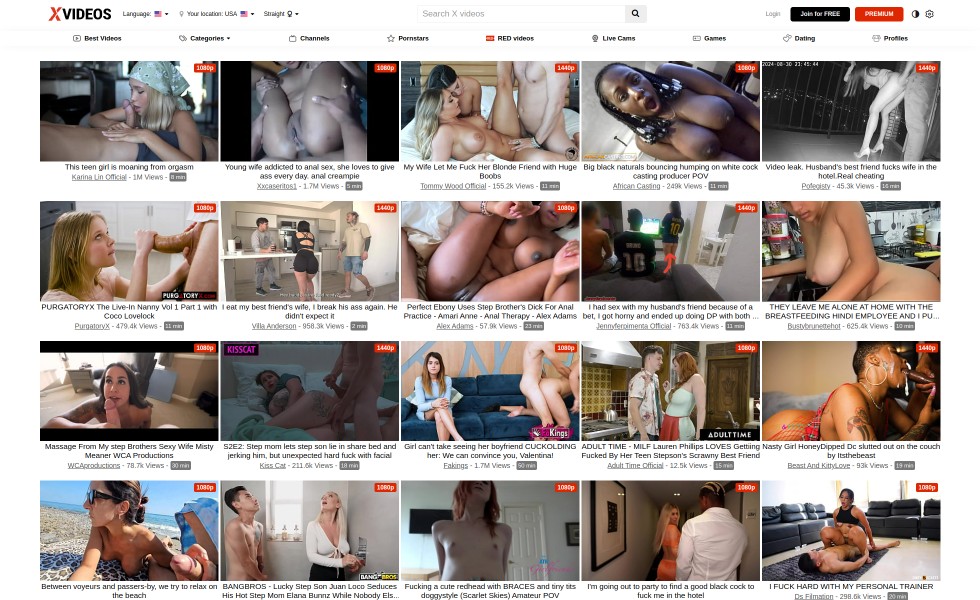 XVIDEOS
Language:
Your location: USA
Straight
Search X videos
Login
Join for FREE
PREMIUM
Best Videos
Categories
Channels
Pornstars
RED videos
Live Cams
Games
Dating
Profiles
1080p
This teen girl is moaning from orgasm
Karina Lin Official - 1M Views - 8 min
1080p
Young wife addicted to anal sex, she loves to give
ass every day. anal creampie
Xxcaseritos1 - 1.7M Views - 5 min
1440p
My Wife Let Me Fuck Her Blonde Friend with Huge
Boobs
Tommy Wood Official - 155.2k Views - 11 min
1080p
Big black naturals bouncing humping on white cock
casting producer POV
African Casting - 249k Views - 11 min
2024-08-30 23:45:44
1440p
Video leak. Husband's best friend fucks wife in the
hotel.Real cheating
Pofegisty - 45.3k Views - 16 min
1080p
PURGATORYX The Live-In Nanny Vol 1 Part 1 with
Coco Lovelock
PurgatoryX - 479.4k Views - 11 min
1440p
I eat my best friend's wife, I break his ass again. He
didn't expect it
Villa Anderson - 958.3k Views - 2 min
1080p
Perfect Ebony Uses Step Brother's Dick For Anal
Practice - Amari Anne - Anal Therapy - Alex Adams
Alex Adams - 57.9k Views - 23 min
1440p
I had sex with my husband's friend because of a
bet, I got horny and ended up doing DP with both ...
Jennyferpimenta Official - 763.4k Views - 11 min
THEY LEAVE ME ALONE AT HOME WITH THE
BREASTFEEDING HINDI EMPLOYEE AND I PU...
Bustybrunettehot - 625.4k Views - 10 min
1080p
Massage From My step Brothers Sexy Wife Misty
Meaner WCA Productions
WCAproductions - 78.7k Views - 30 min
KISSCAT
1440p
S2E2: Step mom lets step son lie in share bed and
jerking him, but unexpected hard fuck with facial
Kiss Cat - 211.6k Views - 18 min
1080p
Kings
Girl can't take seeing her boyfriend CUCKOLDING
her: We can convince you, Valentina!
Fakings - 1.7M Views - 50 min
1080p
ADULTTIME
ADULT TIME - MILF Lauren Phillips LOVES Getting
Fucked By Her Teen Stepson's Scrawny Best Friend
Adult Time Official - 12.5k Views - 15 min
1440p
Nasty Girl HoneyDipped Dc slutted out on the couch
by Itsthebeast
Beast And KittyLove - 93k Views - 19 min
1080p
Between voyeurs and passers-by, we try to relax on
the beach
BANGBROS
BANGBROS - Lucky Step Son Juan Loco Seduces
His Hot Step Mom Elana Bunnz While Nobody Els...
1080p
Fucking a cute redhead with BRACES and tiny tits
doggystyle (Scarlet Skies) Amateur POV
1080p
I'm going out to party to find a good black cock to
fuck me in the hotel
1080p
I FUCK HARD WITH MY PERSONAL TRAINER
Ds Filmation - 298.6k Views - 20 min